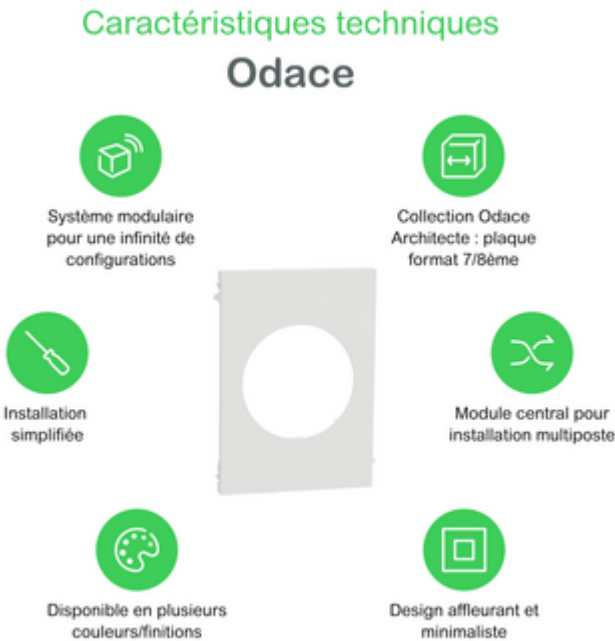 Caractéristiques techniques
Odace
Système modulaire
pour une infinité de
configurations
Collection Odace
Architecte : plaque
format 7/8ème
Installation
simplifiée
Module central pour
installation multiposte
Disponible en plusieurs
couleurs/finitions
Design affleurant et
minimaliste